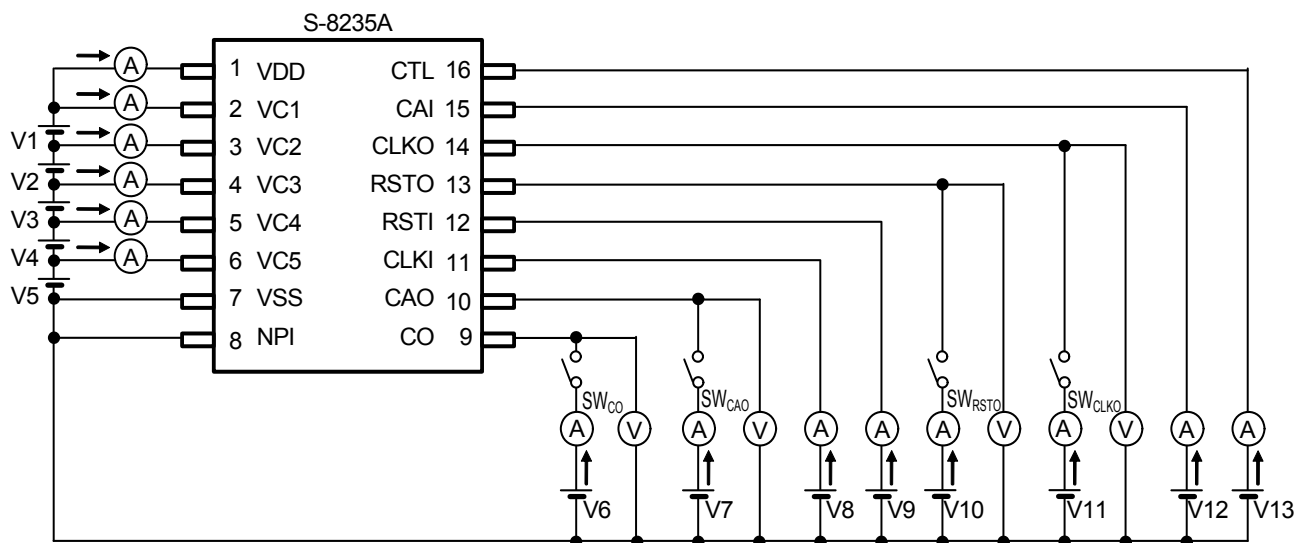 S-8235A
1 VDD CTL 16
2 VC1 CAI 15
3 VC2 CLKO 14
4 VC3 RSTO 13
5 VC4 RSTI 12
6 VC5 CLKI 11
7 VSS CAO 10
8 NPI CO 9
A
A
A
A
A
A
V1
V2
V3
V4
V5
SWCO SWCAO SWRSTO SWCLKO
A V A V A A A V A V A A
V6 V7 V8 V9 V10 V11 V12 V13